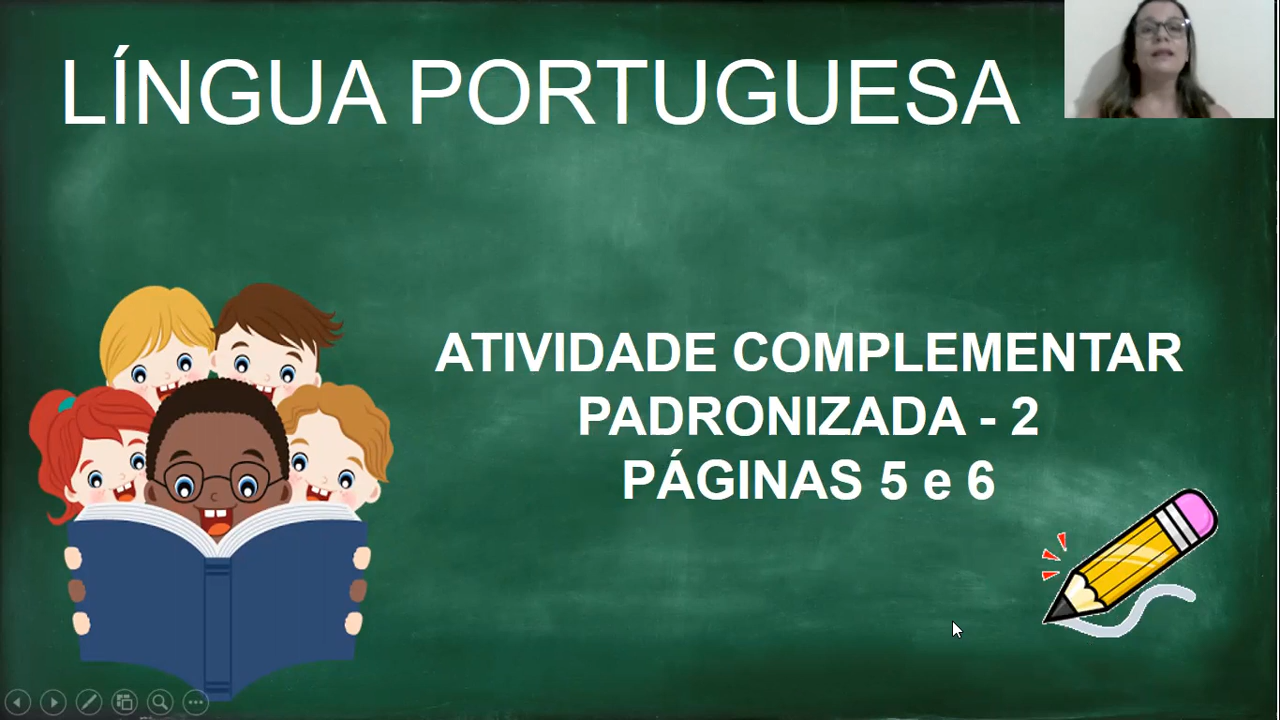 LÍNGUA PORTUGUESA
ATIVIDADE COMPLEMENTAR
PADRONIZADA - 2
PÁGINAS 5 e 6